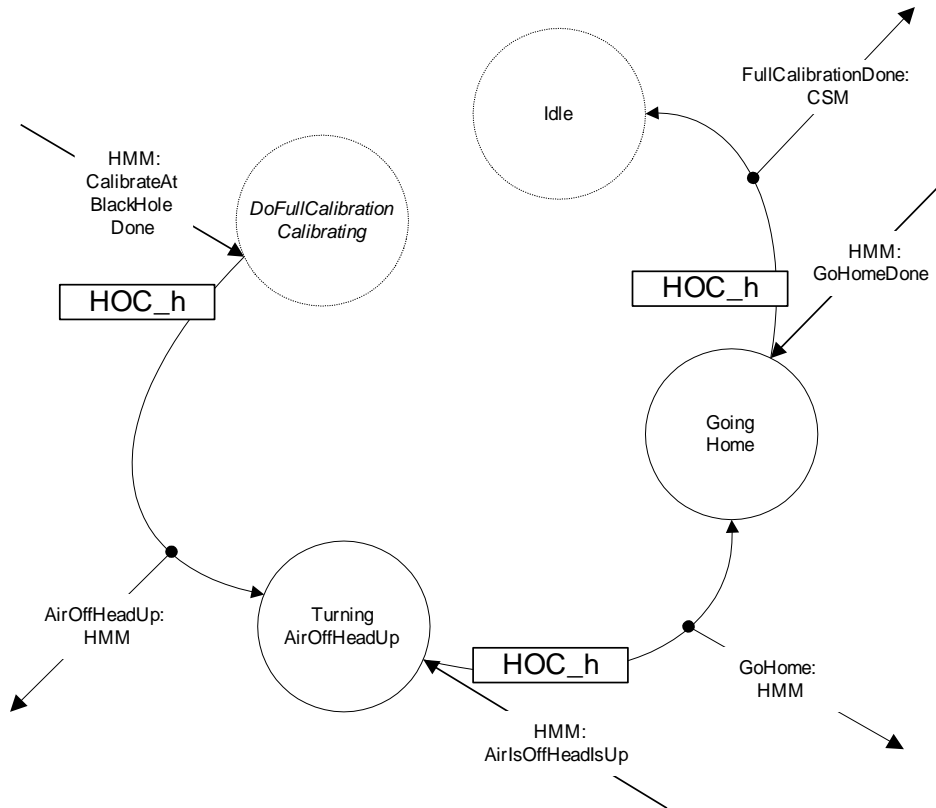 FullCalibrationDone:
CSM
Idle
HMM:
CalibrateAt
BlackHole
Done
DoFullCalibration
Calibrating
HMM:
GoHomeDone
HOC_h
HOC_h
Going
Home
AirOffHeadUp:
HMM
Turning
AirOffHeadUp
HOC_h
GoHome:
HMM
HMM:
AirIsOffHeadIsUp